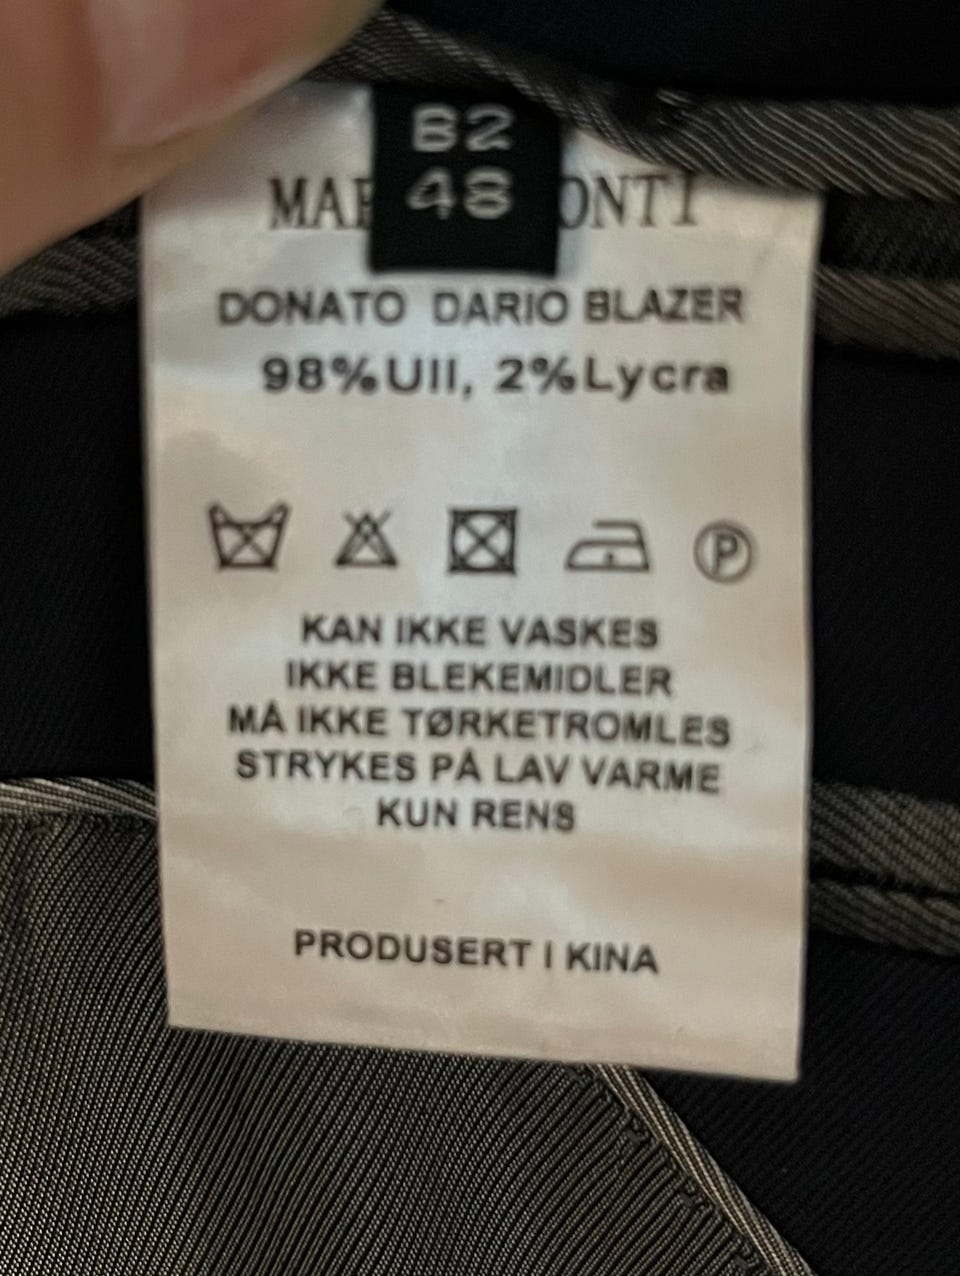 B2
48
DONATO DARIO BLAZER
98%Ull, 2%Lycra
P
KAN IKKE VASKES
IKKE BLEKEMIDLER
MÅ IKKE TØRKETROMLES
STRYKES PÅ LAV VARME
KUN RENS
PRODUSERT I KINA